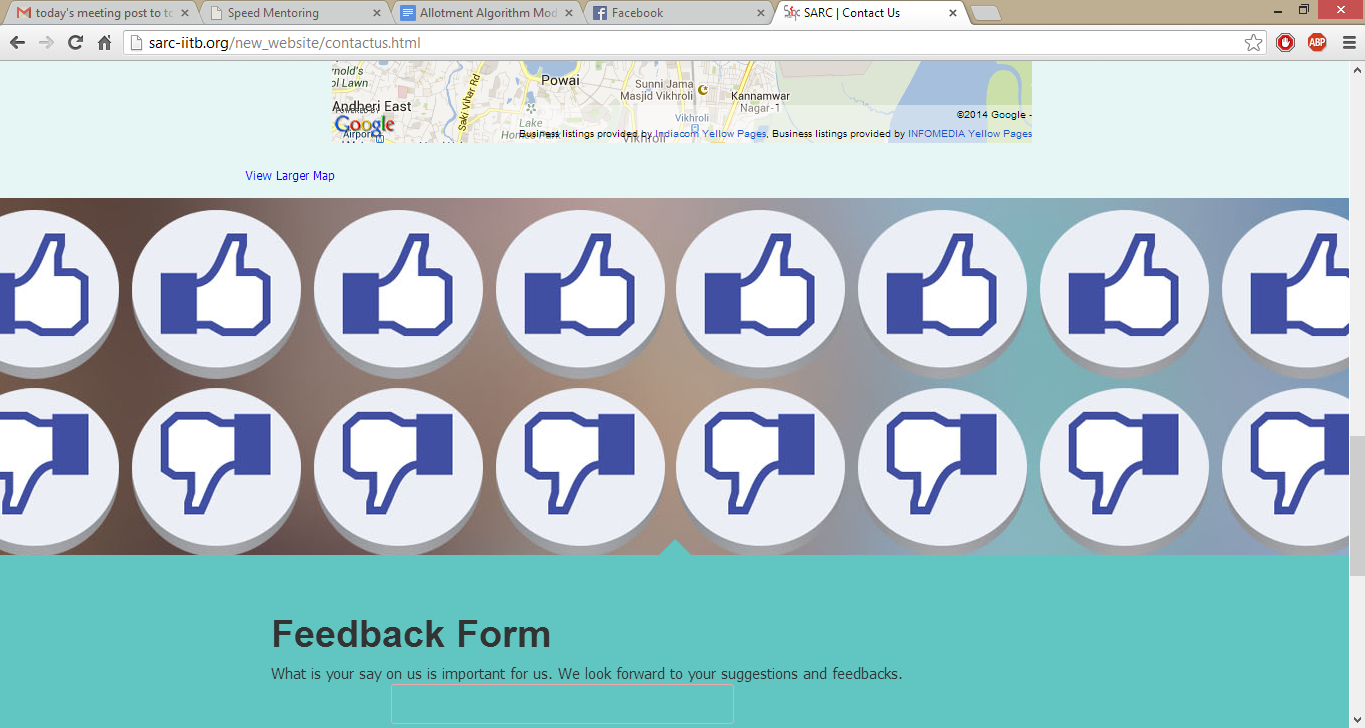 today's meeting post to to
Speed Mentoring
Allotment Algorithm Mod
Facebook
SARC | Contact Us
sarc-iitb.org/new_website/contactus.html
ABP
rnold's
ol Lawn
Powai
Sunni Jama
Masjid Vikhroli
Kannamwar
Nagar-1
Andheri East
Saki Vihar Rd
POWERED BY
Google
Lake
Vikhroli
©2014 Google -
Airport
Business listings provided by Indiacom Yellow Pages, Business listings provided by INFOMEDIA Yellow Pages
Vikhroli
View Larger Map
Feedback Form
What is your say on us is important for us. We look forward to your suggestions and feedbacks.